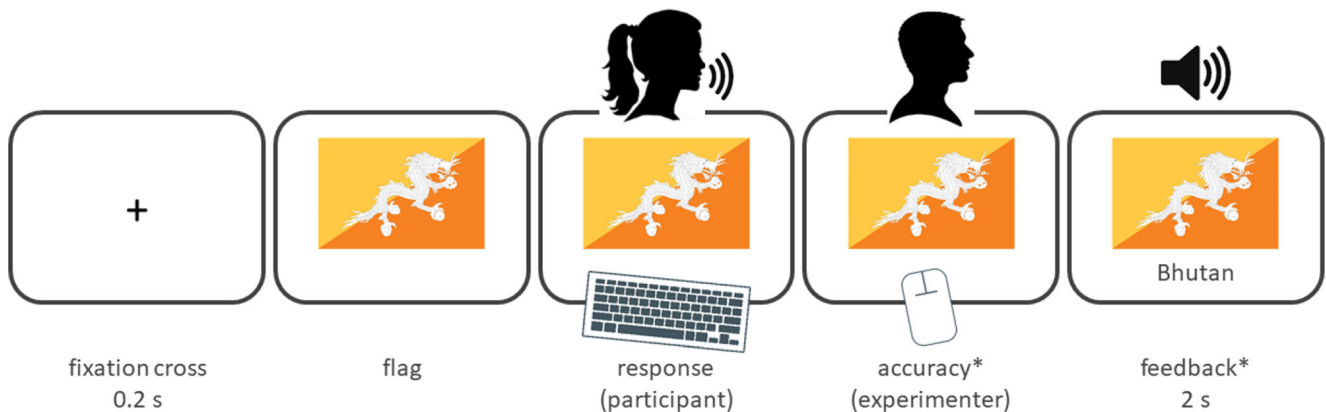 +
Bhutan
fixation cross
0.2 s
flag
response
(participant)
accuracy*
(experimenter)
feedback*
2 s